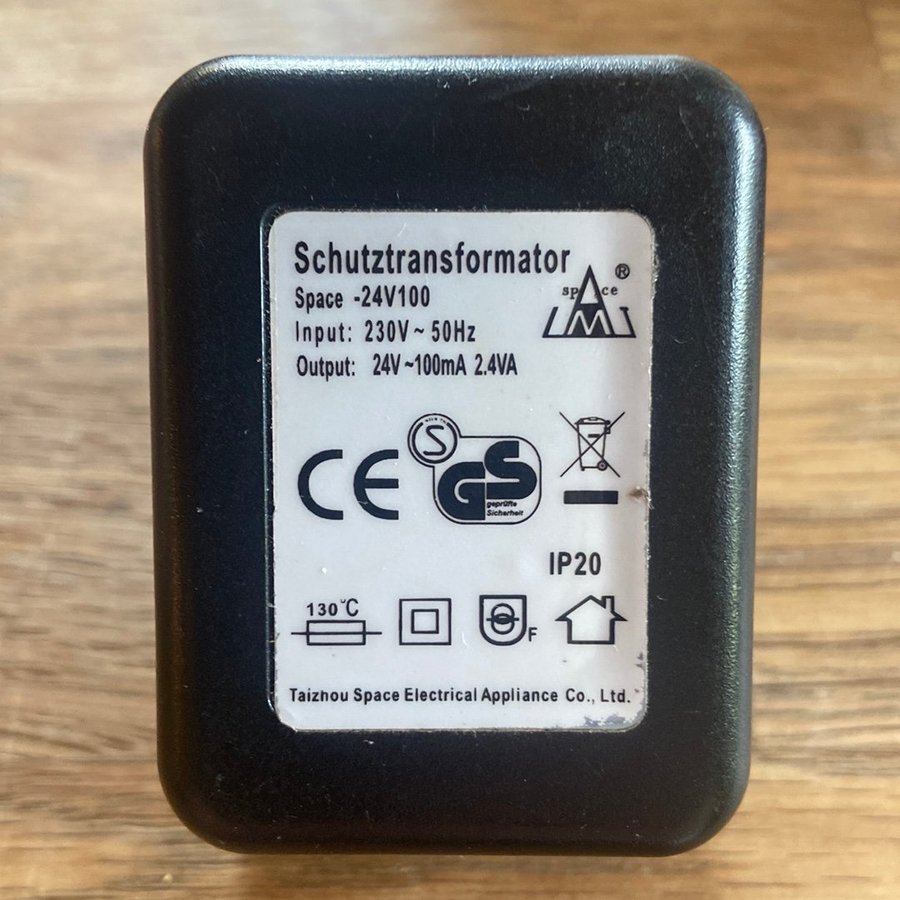 Schutztransformator
Space -24V100
space ®
Input: 230V ~ 50Hz
Output: 24V ~100mA 2.4VA
CE
S
GS
geprüfte
Sicherheit
IP20
130°C
F
Taizhou Space Electrical Appliance Co., Ltd.